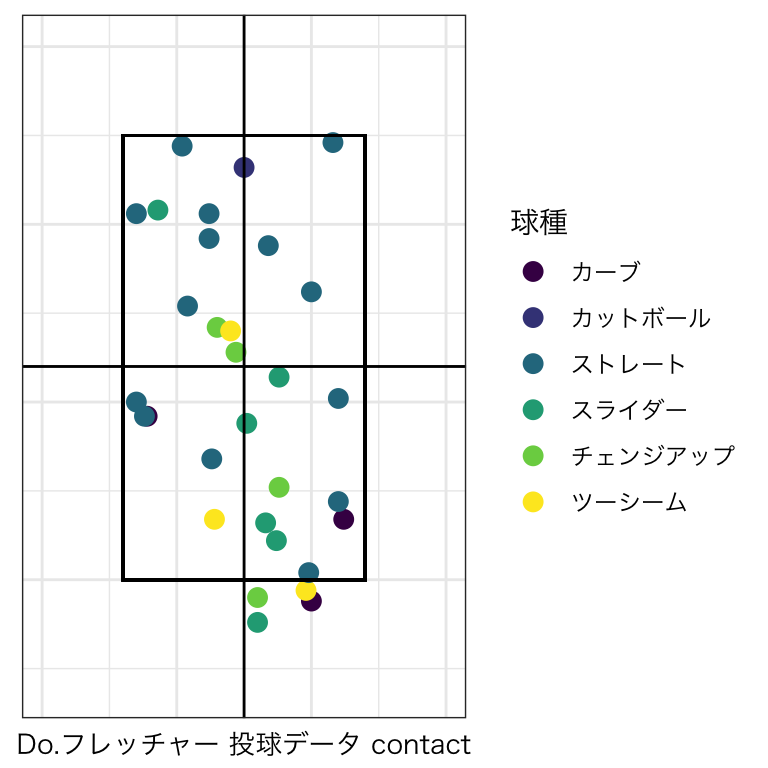 球種
カーブ
カットボール
ストレート
スライダー
チェンジアップ
ツーシーム
Do.フレッチャー 投球データ contact